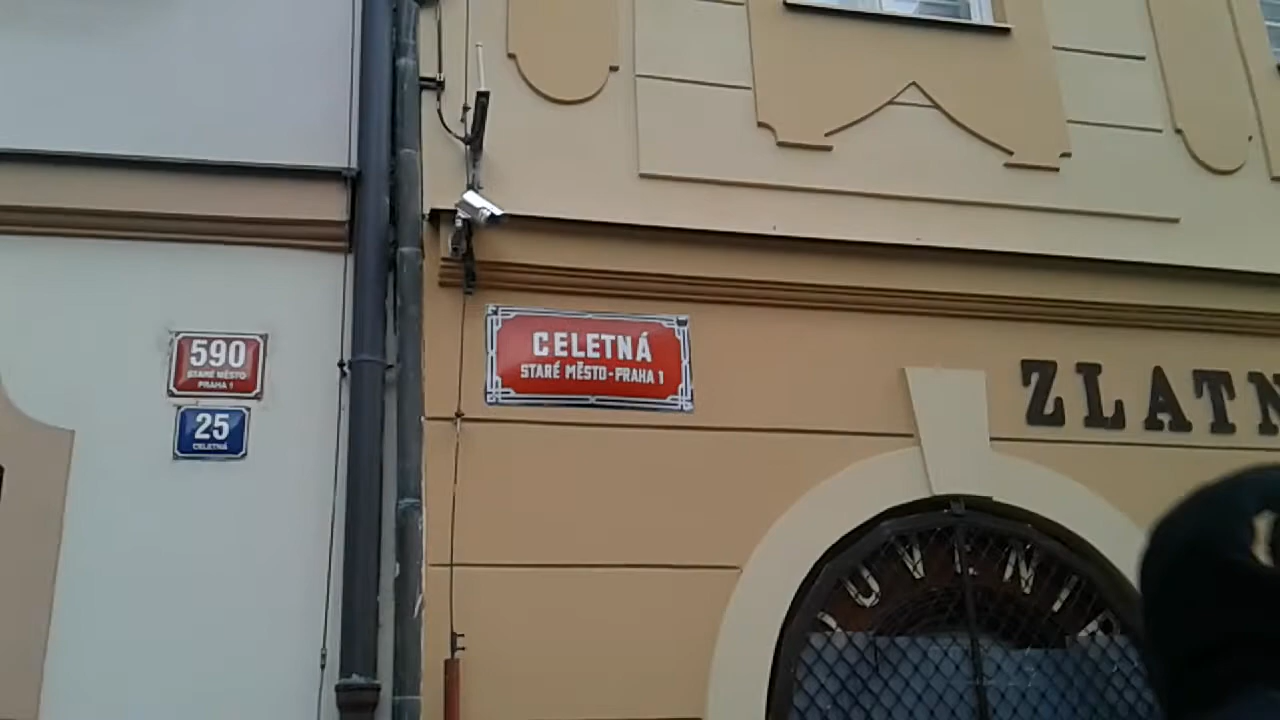 590
STARÉ MĚSTO
PRAHA 1
25
CELETNÁ
CELETNÁ
STARÉ MĚSTO-PRAHA 1
ZLATN